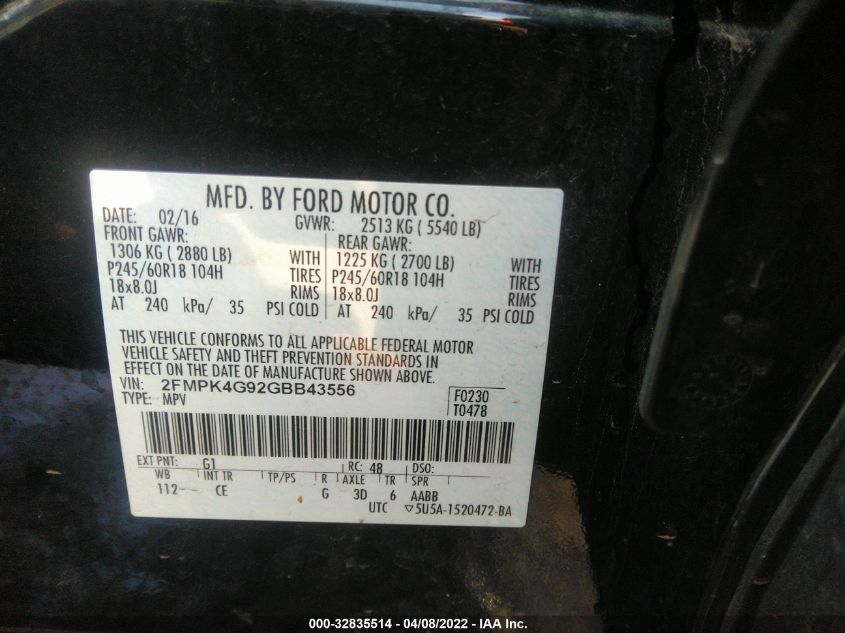 MFD. BY FORD MOTOR CO.
DATE: 02/16 GVWR: 2513 KG ( 5540 LB)
FRONT GAWR: REAR GAWR:
1306 KG ( 2880 LB) WITH 1225 KG ( 2700 LB) WITH
P245/60R18 104H TIRES P245/60R18 104H TIRES
18x8.0J RIMS 18x8.0J RIMS
AT 240 kPa/ 35 PSI COLD AT 240 kPa/ 35 PSI COLD
THIS VEHICLE CONFORMS TO ALL APPLICABLE FEDERAL MOTOR
VEHICLE SAFETY AND THEFT PREVENTION STANDARDS IN
EFFECT ON THE DATE OF MANUFACTURE SHOWN ABOVE.
VIN: 2FMPK4G92GBB43556 F0230
TYPE: MPV T0478
EXT PNT: G1 RC: 48 DSO:
WB INT TR TP/PS R AXLE TR SPR
112 CE G 3D 6 AABB
UTC ▽5U5A-1520472-BA
000-32835514 - 04/08/2022 - IAA Inc.